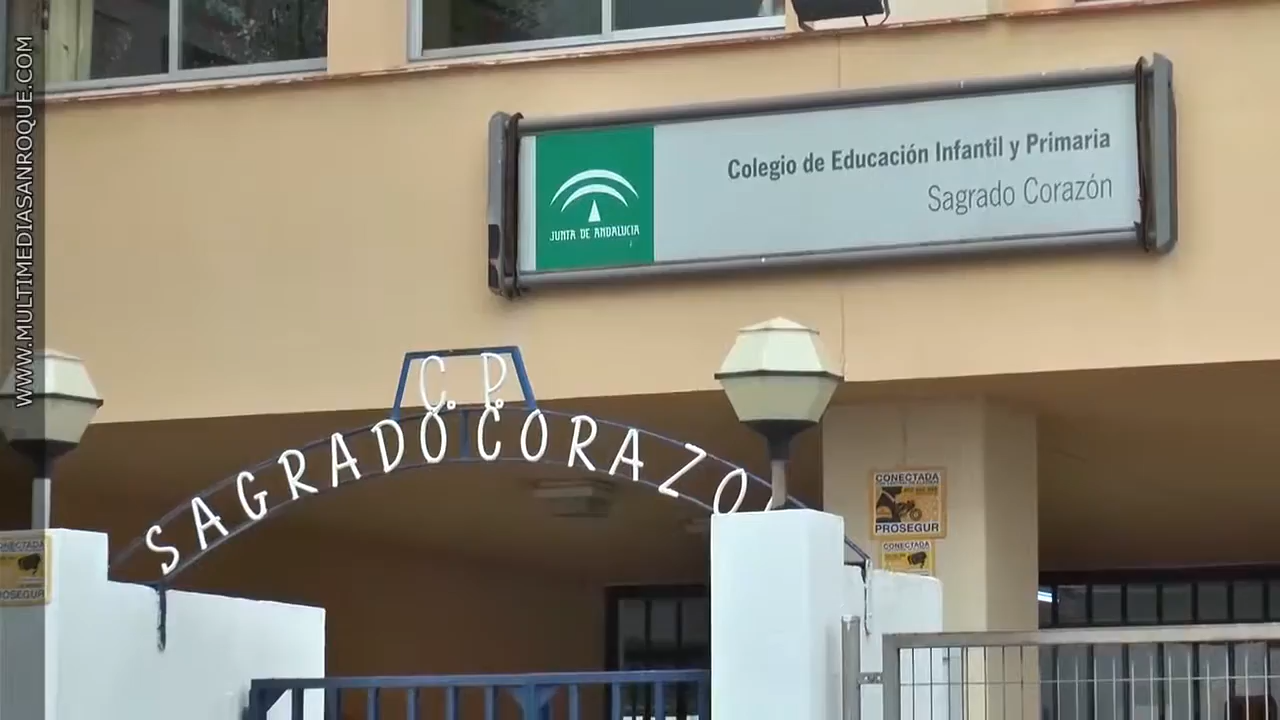 WWW.MULTIMEDIASANROQUE.COM
Colegio de Educación Infantil y Primaria
Sagrado Corazón
JUNTA DE ANDALUCIA
C. P.
SAGRADO CORAZO
CONECTADA
PROSEGUR
CONECTADA
CONECTADA
PROSEGUR